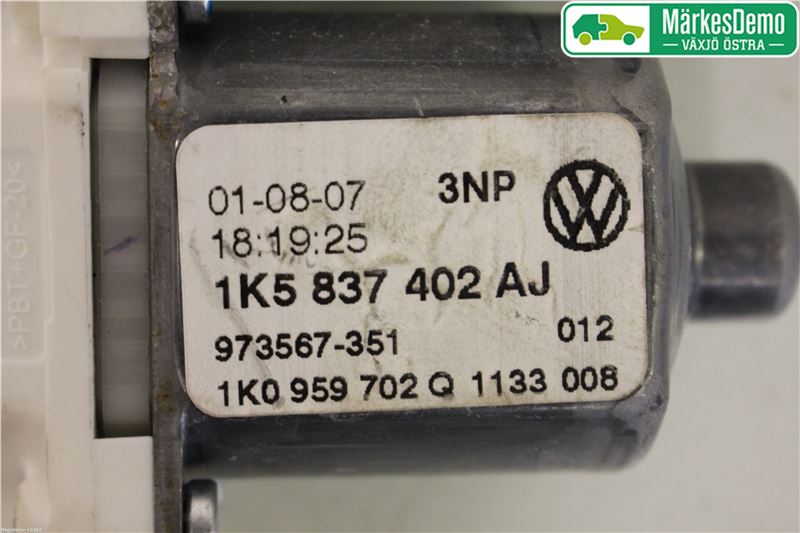 MärkesDemo
VÄXJÖ ÖSTRA
01-08-07 3NP
18:19:25
1K5 837 402 AJ
973567-351 012
1K0 959 702 Q 1133 008
>PBT+GF-20<